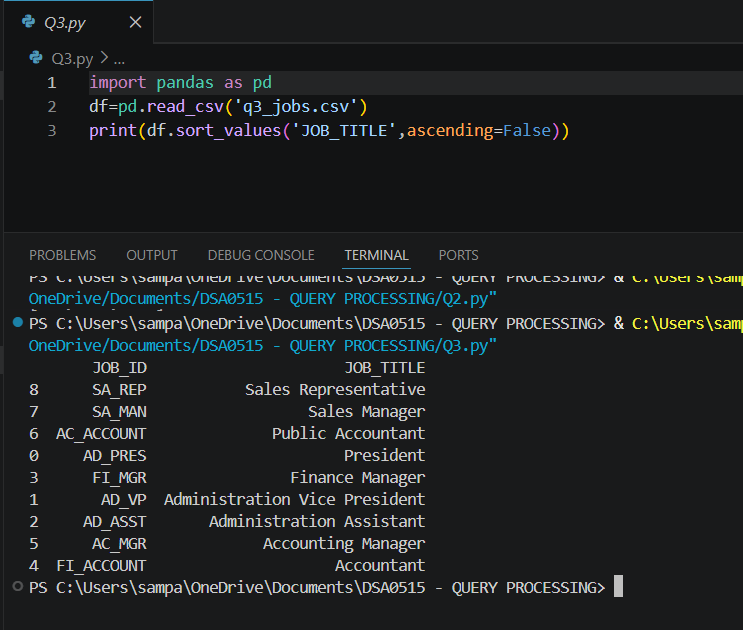 Q3.py
Q3.py > ...
1 import pandas as pd
2 df=pd.read_csv('q3_jobs.csv')
3 print(df.sort_values('JOB_TITLE',ascending=False))
PROBLEMS OUTPUT DEBUG CONSOLE TERMINAL PORTS
PS C:\Users\sampa\OneDrive\Documents\DSA0515 - QUERY PROCESSING> & C:\Users\samp
OneDrive/Documents/DSA0515 - QUERY PROCESSING/Q2.py"
PS C:\Users\sampa\OneDrive\Documents\DSA0515 - QUERY PROCESSING> & C:\Users\samp
OneDrive/Documents/DSA0515 - QUERY PROCESSING/Q3.py"
JOB_ID JOB_TITLE
8 SA_REP Sales Representative
7 SA_MAN Sales Manager
6 AC_ACCOUNT Public Accountant
0 AD_PRES President
3 FI_MGR Finance Manager
1 AD_VP Administration Vice President
2 AD_ASST Administration Assistant
5 AC_MGR Accounting Manager
4 FI_ACCOUNT Accountant
PS C:\Users\sampa\OneDrive\Documents\DSA0515 - QUERY PROCESSING>